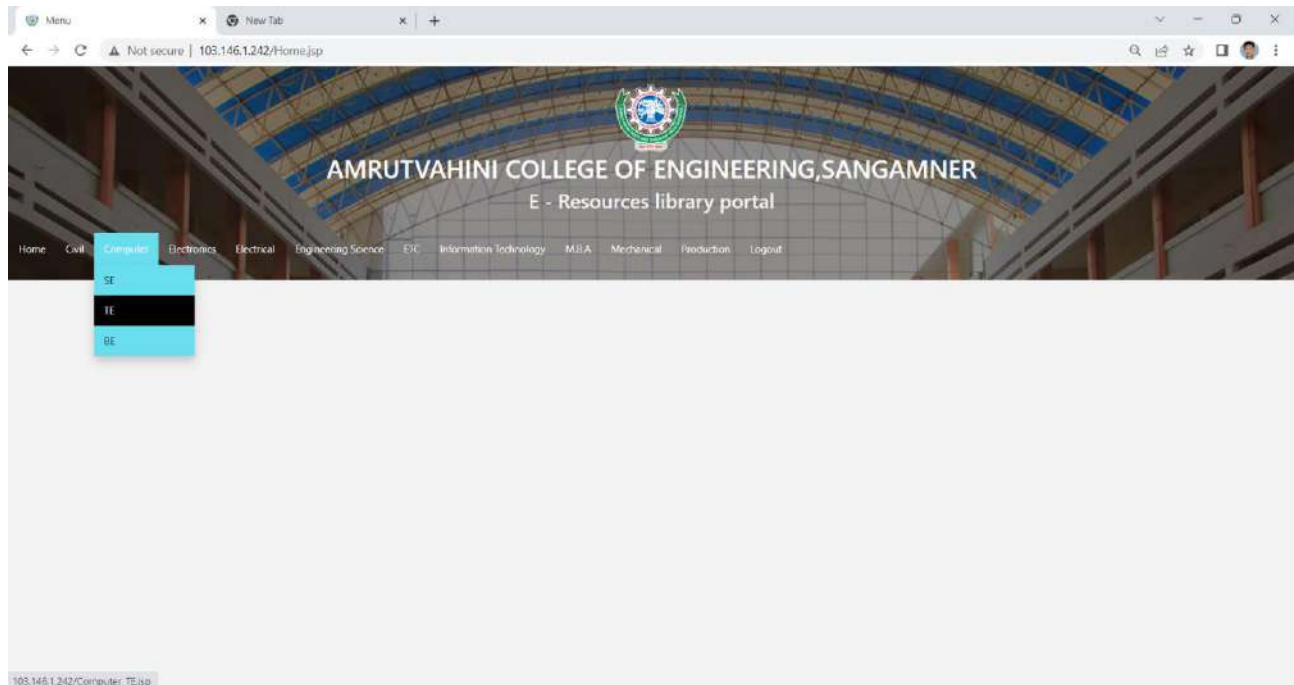 Menu
New Tab
Not secure | 103.146.1.242/Home.jsp
AMRUTVAHINI COLLEGE OF ENGINEERING,SANGAMNER
E - Resources library portal
Home Civil Computer Electronics Electrical Engineering Science ETC Information Technology M.B.A Mechanical Production Logout
SE
TE
BE
103.146.1.242/Computer_TE.jsp